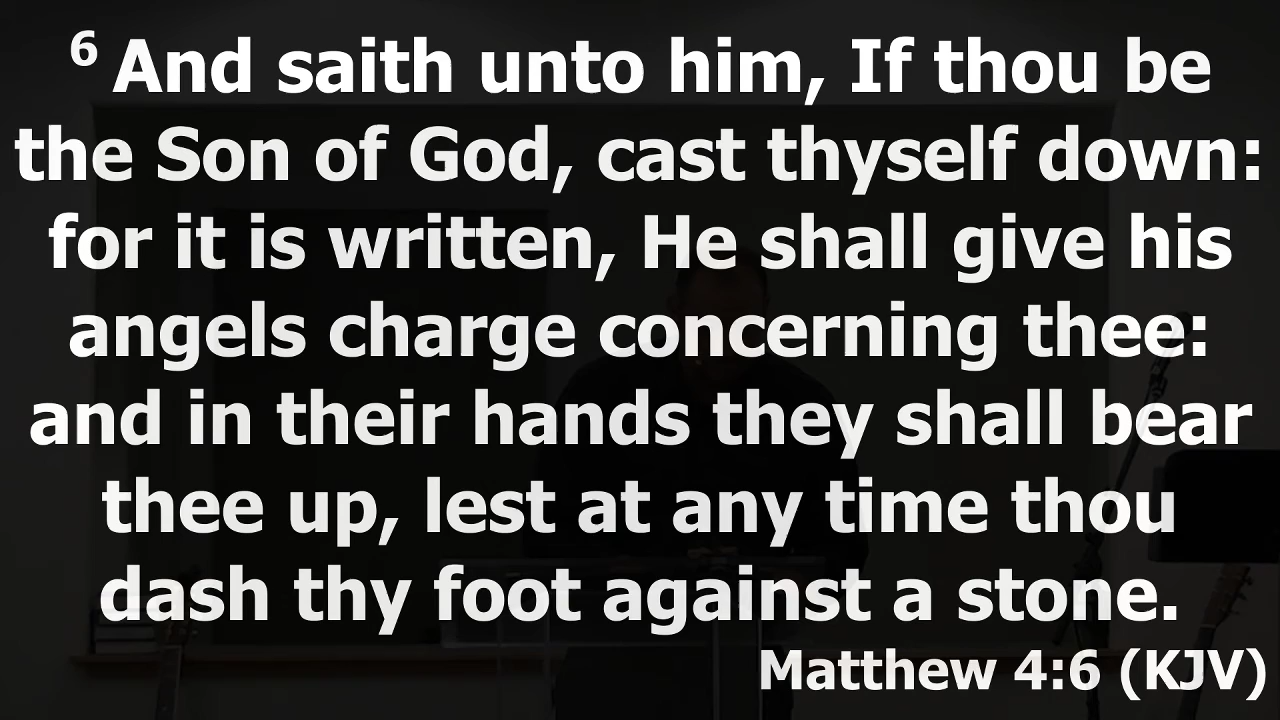 6 And saith unto him, If thou be
the Son of God, cast thyself down:
for it is written, He shall give his
angels charge concerning thee:
and in their hands they shall bear
thee up, lest at any time thou
dash thy foot against a stone.
Matthew 4:6 (KJV)